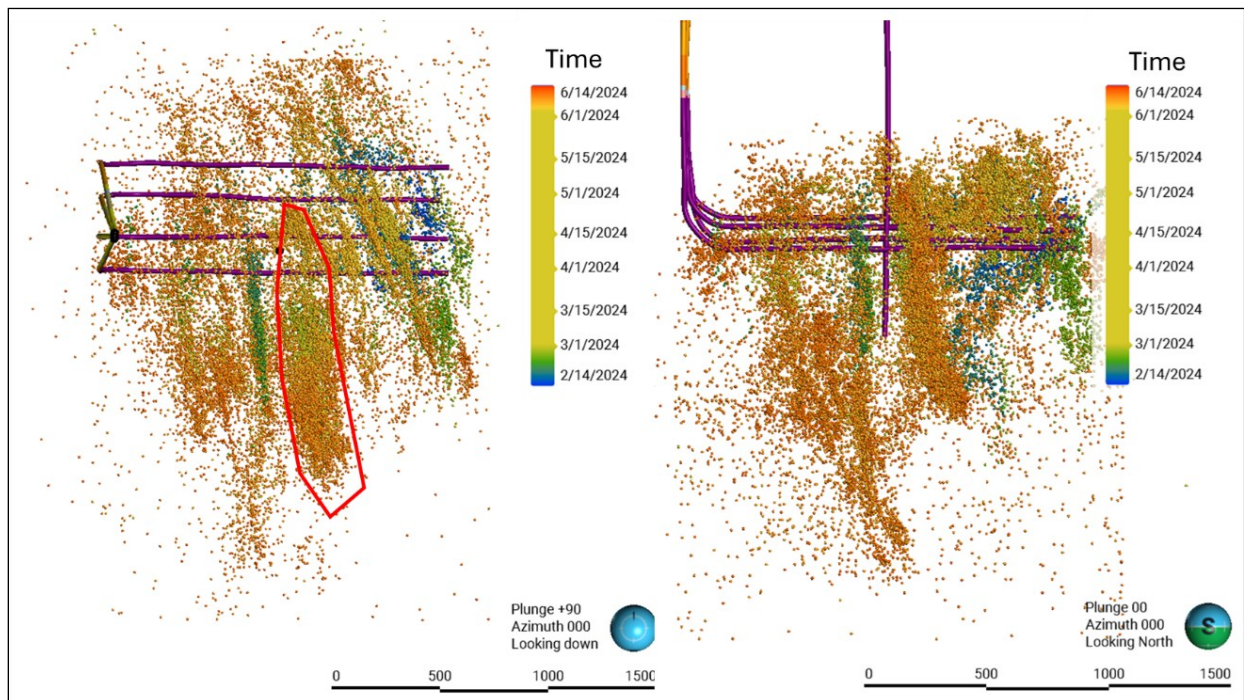 Time
6/14/2024
6/1/2024
5/15/2024
5/1/2024
4/15/2024
4/1/2024
3/15/2024
3/1/2024
2/14/2024
Plunge +90
Azimuth 000
Looking down
0 500 1000 1500
Time
6/14/2024
6/1/2024
5/15/2024
5/1/2024
4/15/2024
4/1/2024
3/15/2024
3/1/2024
2/14/2024
Plunge 00
Azimuth 000
Looking North
S
0 500 1000 1500